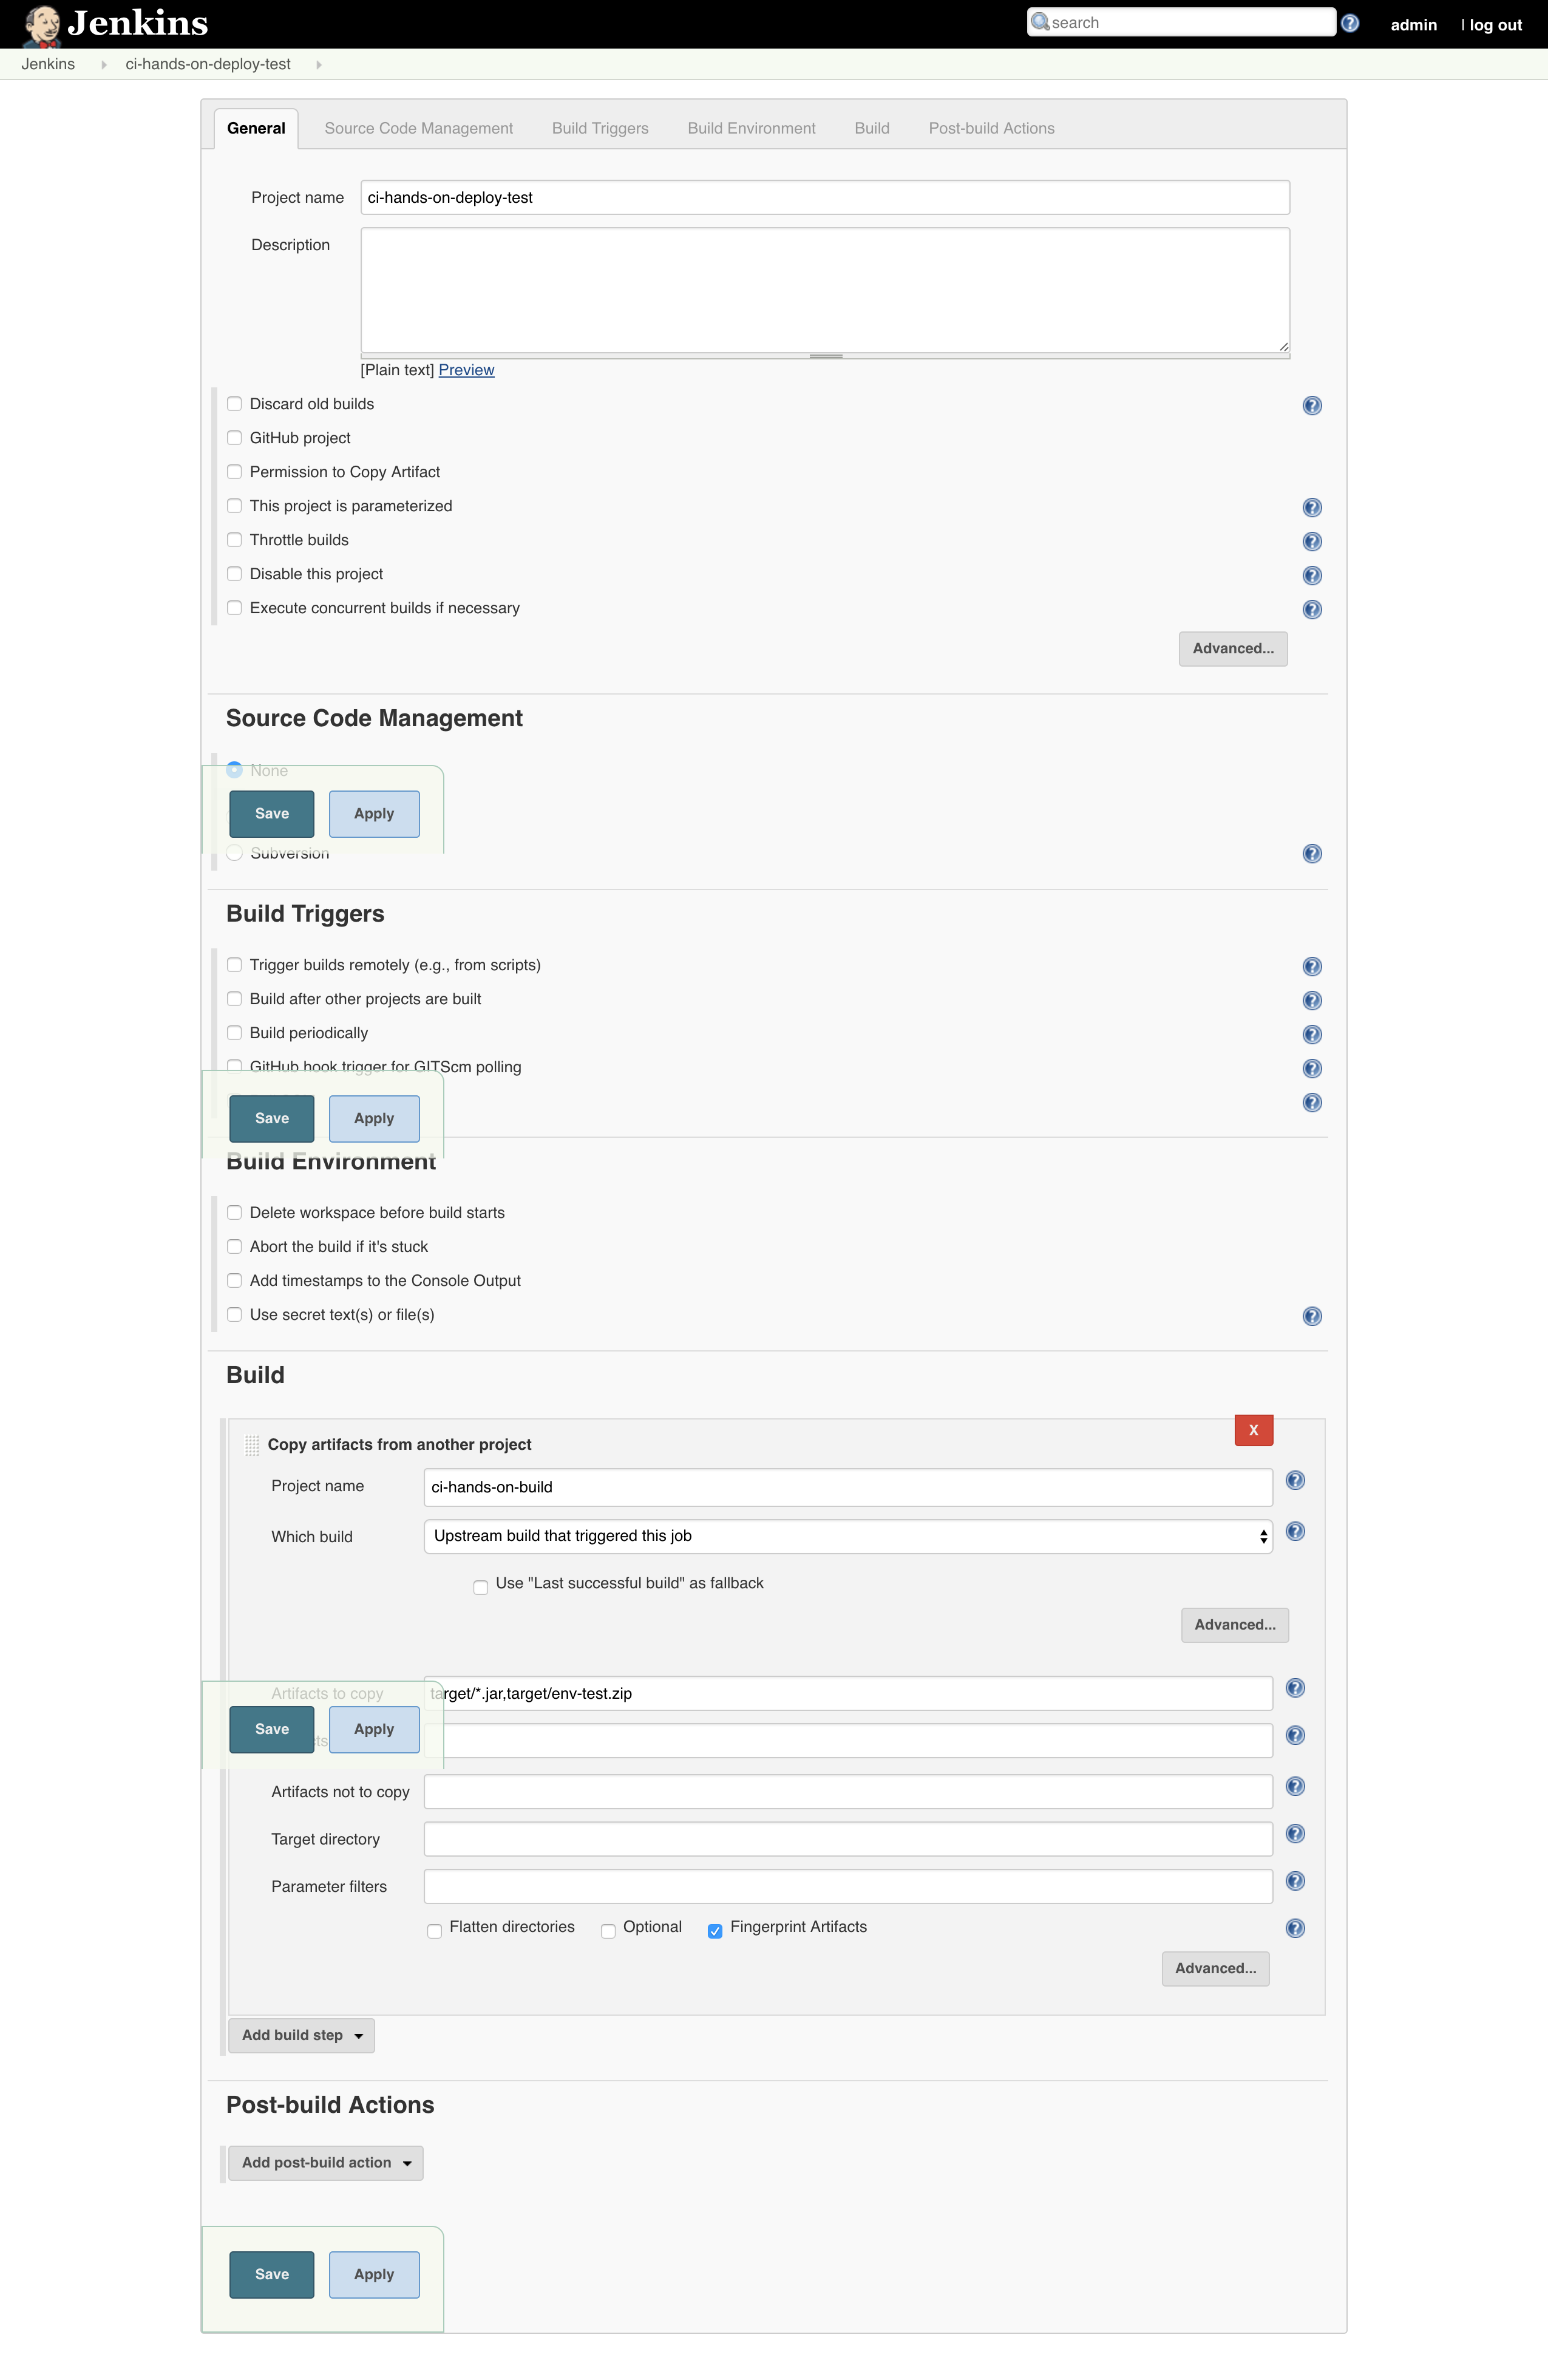 Jenkins
search
admin
| log out
Jenkins
ci-hands-on-deploy-test
General
Source Code Management
Build Triggers
Build Environment
Build
Post-build Actions
Project name
ci-hands-on-deploy-test
Description
[Plain text] Preview
Discard old builds
GitHub project
Permission to Copy Artifact
This project is parameterized
Throttle builds
Disable this project
Execute concurrent builds if necessary
Advanced...
Source Code Management
None
Save
Apply
Subversion
Build Triggers
Trigger builds remotely (e.g., from scripts)
Build after other projects are built
Build periodically
GitHub hook trigger for GITScm polling
Save
Apply
Build Environment
Delete workspace before build starts
Abort the build if it's stuck
Add timestamps to the Console Output
Use secret text(s) or file(s)
Build
X
Copy artifacts from another project
Project name
ci-hands-on-build
Which build
Upstream build that triggered this job
Use "Last successful build" as fallback
Advanced...
Artifacts to copy
target/*.jar,target/env-test.zip
Save
Apply
Artifacts not to copy
Target directory
Parameter filters
Flatten directories
Optional
Fingerprint Artifacts
Advanced...
Add build step
Post-build Actions
Add post-build action
Save
Apply